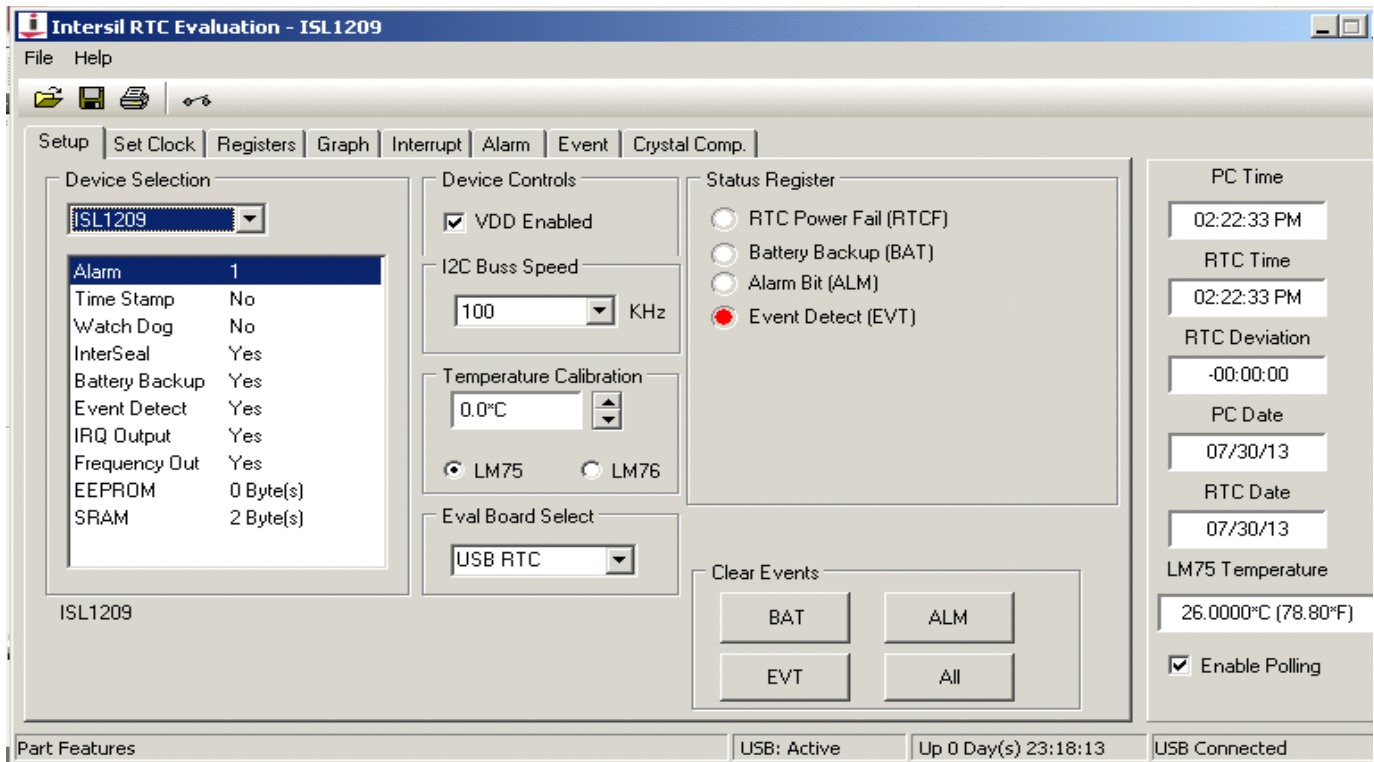 Intersil RTC Evaluation - ISL1209
File Help
Setup Set Clock Registers Graph Interrupt Alarm Event Crystal Comp.
Device Selection
ISL1209
Alarm 1
Time Stamp No
Watch Dog No
InterSeal Yes
Battery Backup Yes
Event Detect Yes
IRQ Output Yes
Frequency Out Yes
EEPROM 0 Byte(s)
SRAM 2 Byte(s)
ISL1209
Device Controls
VDD Enabled
I2C Buss Speed
100 KHz
Temperature Calibration
0.0*C
LM75 LM76
Eval Board Select
USB RTC
Status Register
RTC Power Fail (RTCF)
Battery Backup (BAT)
Alarm Bit (ALM)
Event Detect (EVT)
Clear Events
BAT ALM
EVT All
PC Time
02:22:33 PM
RTC Time
02:22:33 PM
RTC Deviation
-00:00:00
PC Date
07/30/13
RTC Date
07/30/13
LM75 Temperature
26.0000*C (78.80*F)
Enable Polling
Part Features USB: Active Up 0 Day(s) 23:18:13 USB Connected